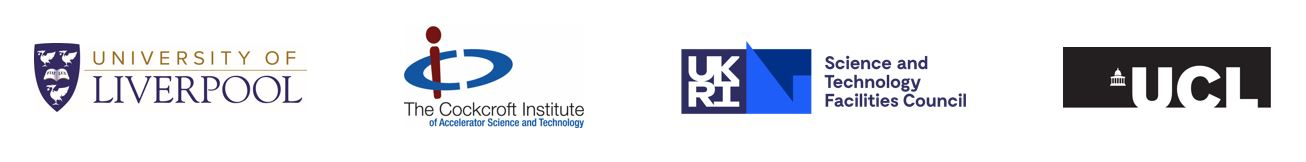 UNIVERSITY OF
LIVERPOOL
The Cockcroft Institute
of Accelerator Science and Technology
UK
RI
Science and
Technology
Facilities Council
UCL